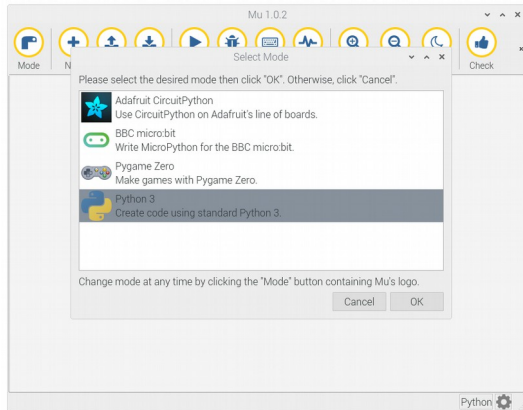 Mu 1.0.2
Mode
Select Mode
Check
Please select the desired mode then click "OK". Otherwise, click "Cancel".
Adafruit CircuitPython
Use CircuitPython on Adafruit's line of boards.
BBC micro:bit
Write MicroPython for the BBC micro:bit.
Pygame Zero
Make games with Pygame Zero.
Python 3
Create code using standard Python 3.
Change mode at any time by clicking the "Mode" button containing Mu's logo.
Cancel OK
Python